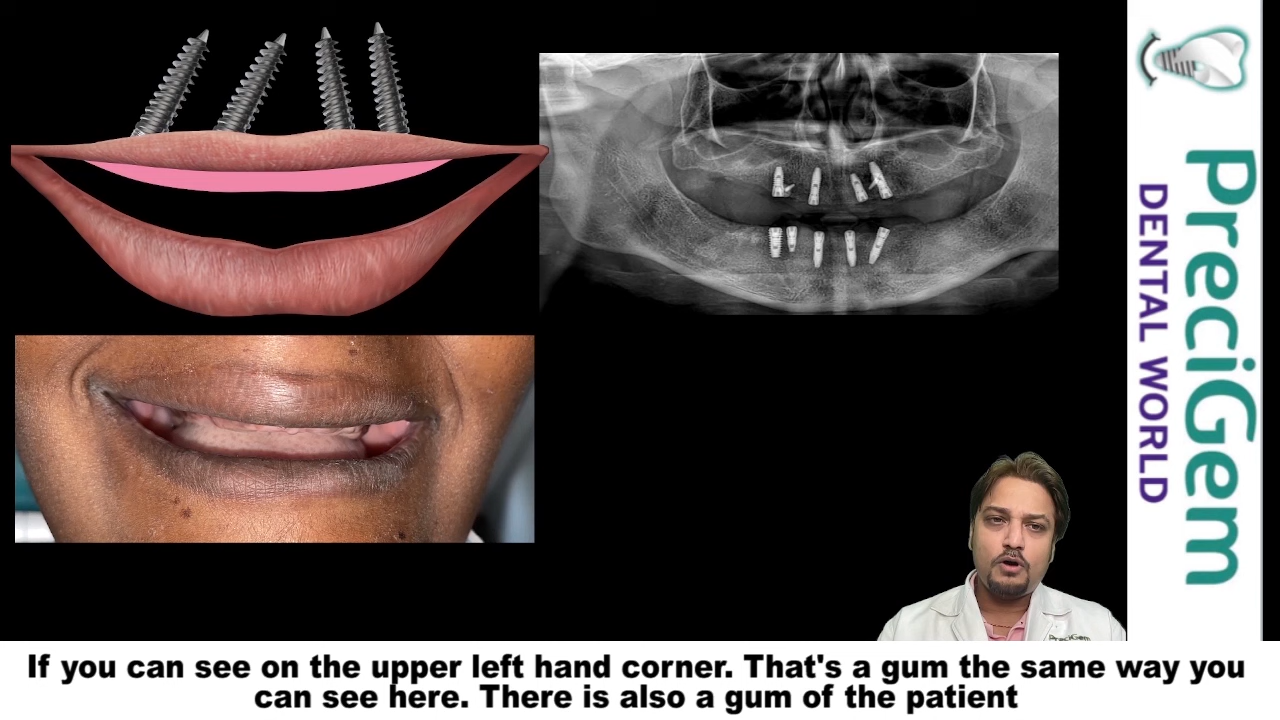 PreciGem
DENTAL WORLD
PreciGem
If you can see on the upper left hand corner. That's a gum the same way you
can see here. There is also a gum of the patient